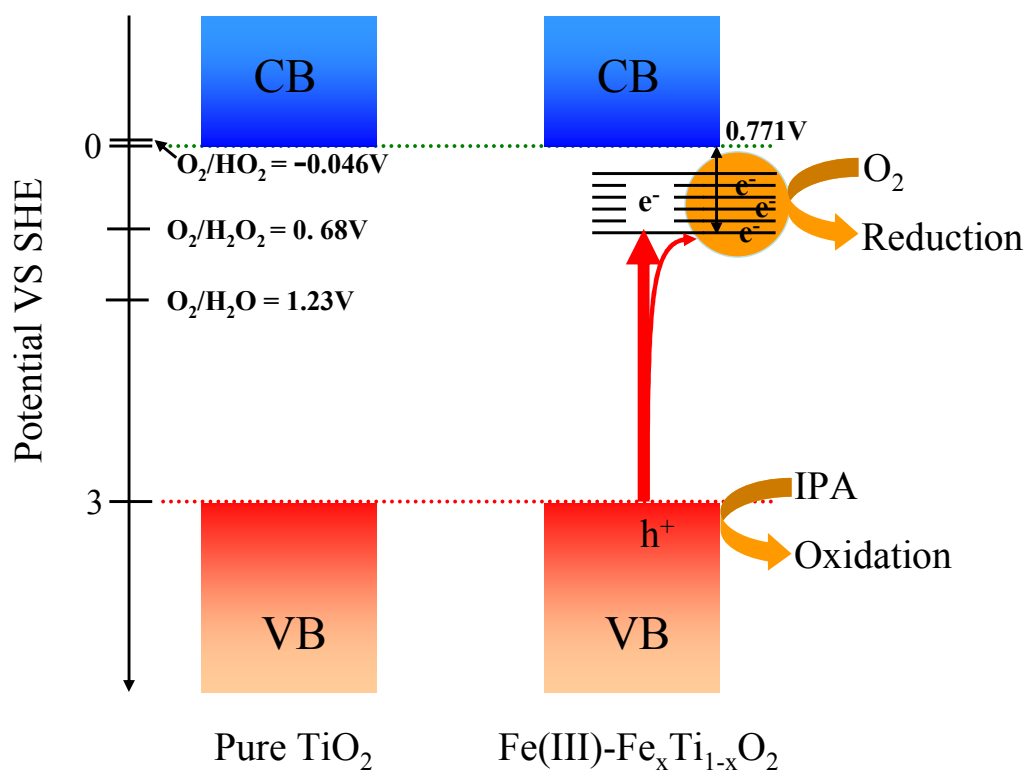 CB
CB
0.771V
0
O₂/HO₂ = −0.046V
e⁻
e⁻
e⁻
e⁻
O₂
O₂/H₂O₂ = 0. 68V
Reduction
O₂/H₂O = 1.23V
Potential VS SHE
3
IPA
h⁺
Oxidation
VB
VB
Pure TiO₂
Fe(III)-FeₓTi₁₋ₓO₂